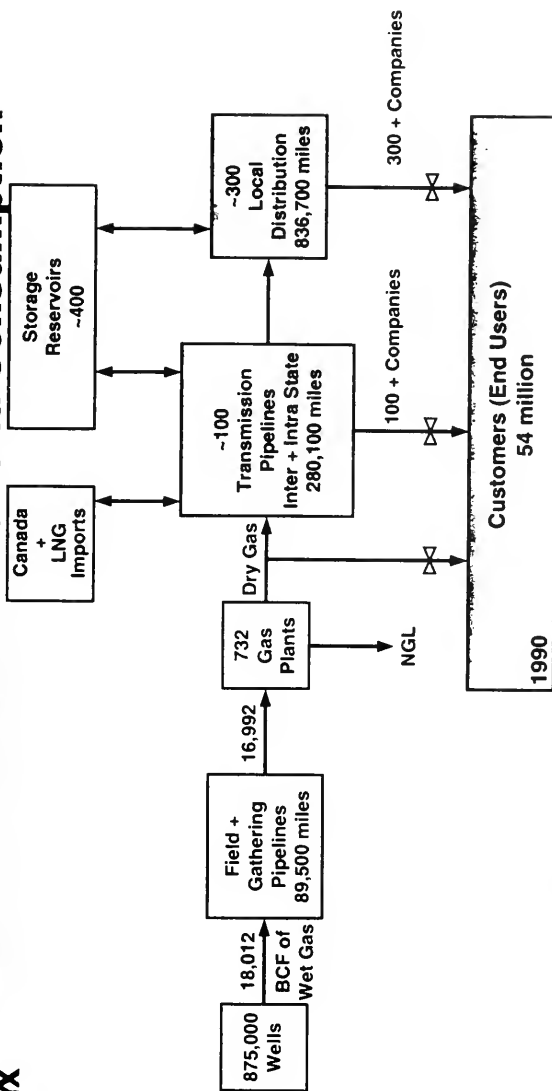 Canada
+
LNG
Imports
Storage
Reservoirs
~400
875,000
Wells
18,012
BCF of
Wet Gas
Field +
Gathering
Pipelines
89,500 miles
16,992
732
Gas
Plants
NGL
Dry Gas
~100
Transmission
Pipelines
Inter + Intra State
280,100 miles
~300
Local
Distribution
836,700 miles
100 + Companies
300 + Companies
Customers (End Users)
54 million
1990